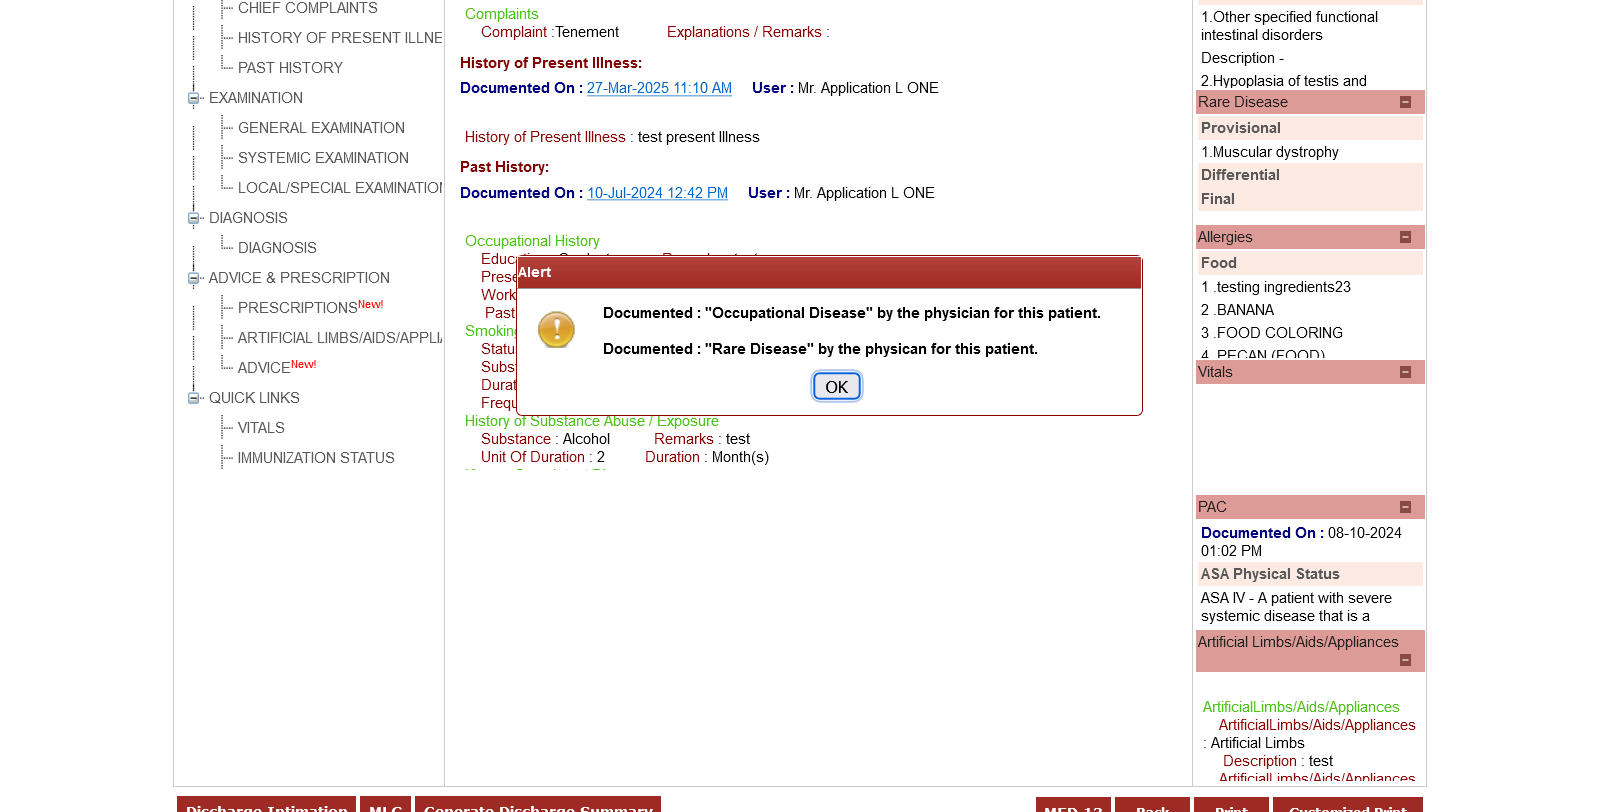 CHIEF COMPLAINTS
HISTORY OF PRESENT ILLNE
PAST HISTORY
EXAMINATION
GENERAL EXAMINATION
SYSTEMIC EXAMINATION
LOCAL/SPECIAL EXAMINATION
DIAGNOSIS
DIAGNOSIS
ADVICE & PRESCRIPTION
PRESCRIPTIONS New!
ARTIFICIAL LIMBS/AIDS/APPLI
ADVICE New!
QUICK LINKS
VITALS
IMMUNIZATION STATUS
Complaints
Complaint :Tenement Explanations / Remarks :
History of Present Illness:
Documented On : 27-Mar-2025 11:10 AM User : Mr. Application L ONE
History of Present Illness : test present Illness
Past History:
Documented On : 10-Jul-2024 12:42 PM User : Mr. Application L ONE
Occupational History
Educ
Prese
Work
Past
Smoking
Statu
Subst
Durat
Frequ
Alert
Documented : "Occupational Disease" by the physician for this patient.
Documented : "Rare Disease" by the physican for this patient.
OK
History of Substance Abuse / Exposure
Substance : Alcohol Remarks : test
Unit Of Duration : 2 Duration : Month(s)
1.Other specified functional
intestinal disorders
Description -
2.Hypoplasia of testis and
Rare Disease
Provisional
1.Muscular dystrophy
Differential
Final
Allergies
Food
1 .testing ingredients23
2 .BANANA
3 .FOOD COLORING
4 .PECAN (FOOD)
Vitals
PAC
Documented On : 08-10-2024
01:02 PM
ASA Physical Status
ASA IV - A patient with severe
systemic disease that is a
Artificial Limbs/Aids/Appliances
ArtificialLimbs/Aids/Appliances
ArtificialLimbs/Aids/Appliances
: Artificial Limbs
Description : test
ArtificialLimbs/Aids/Appliances
Discharge Intimation MLC Generate Discharge Summary MED 13 Back Print Customized Print